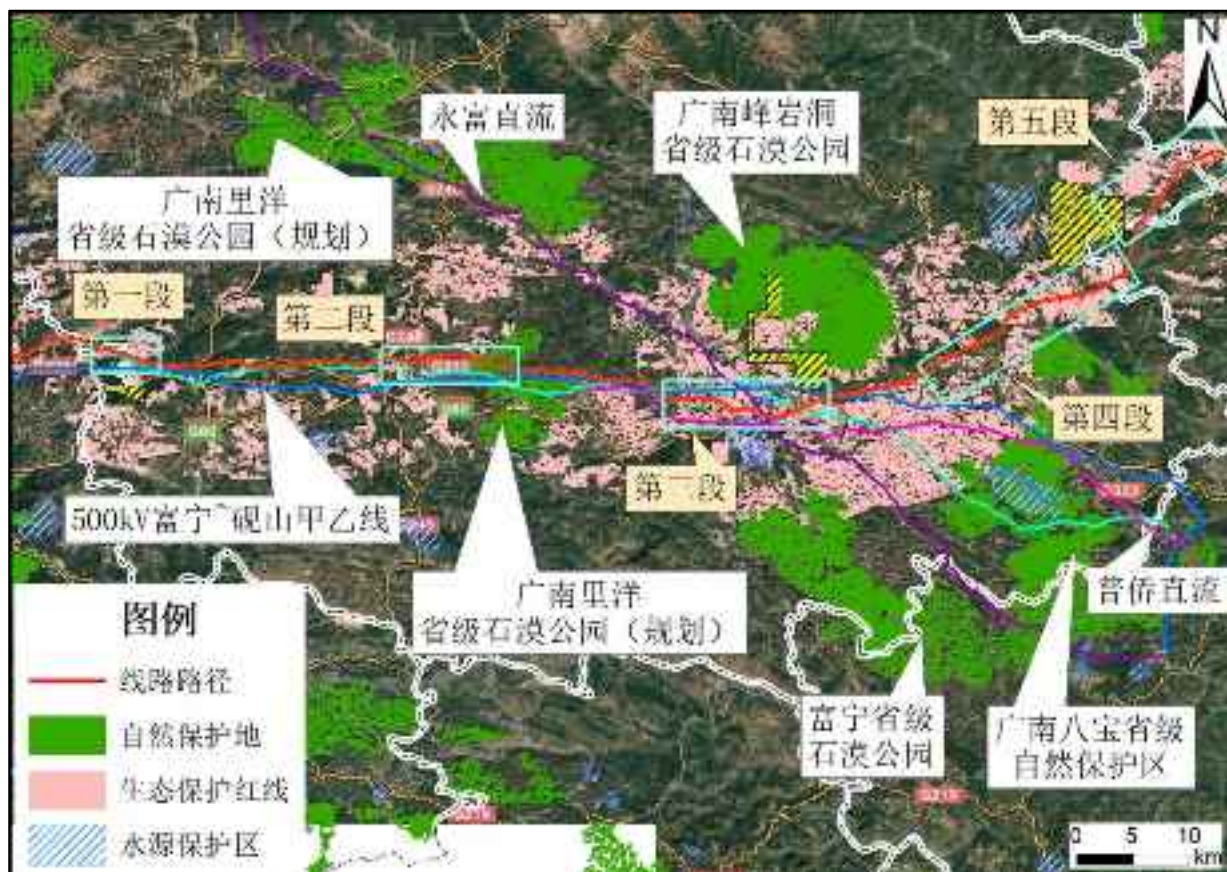 N
永富直流
广南峰岩洞
省级石漠公园
第五段
广南里洋
省级石漠公园（规划）
第一段
第二段
第四段
第二段
500kV富宁~砚山甲乙线
广南里洋
省级石漠公园（规划）
普侨直流
富宁省级
石漠公园
广南八宝省级
自然保护区
图例
线路路径
自然保护地
生态保护红线
水源保护区
0 5 10
km